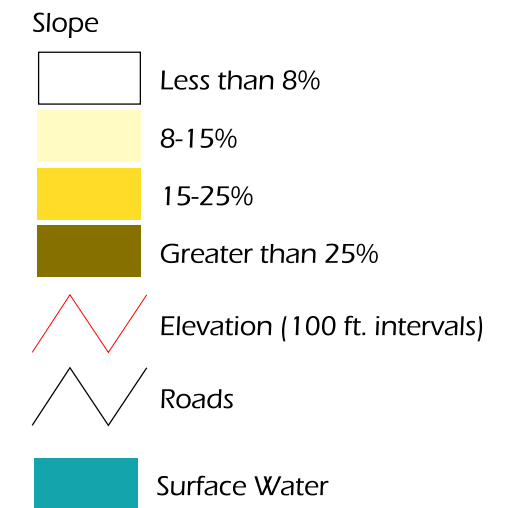 Slope
Less than 8%
8-15%
15-25%
Greater than 25%
Elevation (100 ft. intervals)
Roads
Surface Water